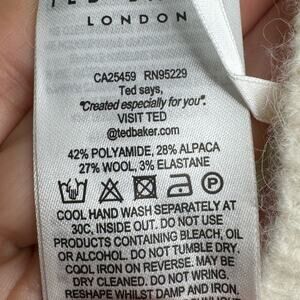 LONDON
CA25459 RN95229
Ted says,
"Created especially for you".
VISIT TED
@tedbaker.com
42% POLYAMIDE, 28% ALPACA
27% WOOL, 3% ELASTANE
P
COOL HAND WASH SEPARATELY AT
30C, INSIDE OUT. DO NOT USE
PRODUCTS CONTAINING BLEACH, OIL
OR ALCOHOL. DO NOT TUMBLE DRY.
COOL IRON ON REVERSE. MAY BE
DRY CLEANED. DO NOT WRING.
RESHAPE WHILST DAMP AND IRON.